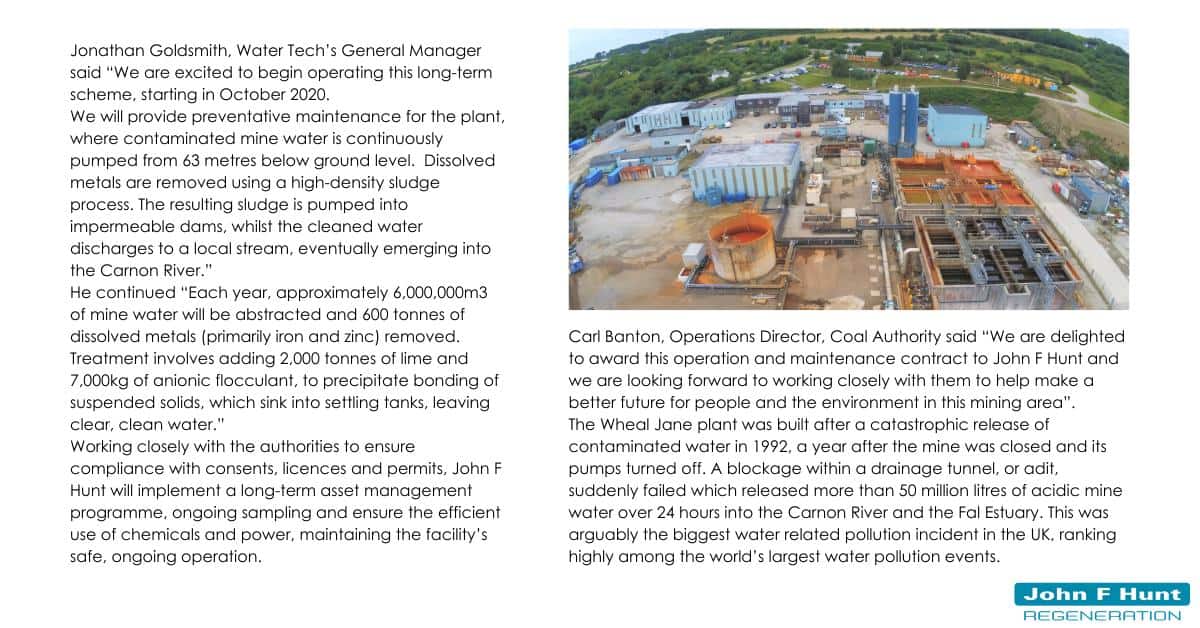 Jonathan Goldsmith, Water Tech’s General Manager
said “We are excited to begin operating this long-term
scheme, starting in October 2020.
We will provide preventative maintenance for the plant,
where contaminated mine water is continuously
pumped from 63 metres below ground level.  Dissolved
metals are removed using a high-density sludge
process. The resulting sludge is pumped into
impermeable dams, whilst the cleaned water
discharges to a local stream, eventually emerging into
the Carnon River.”
He continued “Each year, approximately 6,000,000m3
of mine water will be abstracted and 600 tonnes of
dissolved metals (primarily iron and zinc) removed.
Treatment involves adding 2,000 tonnes of lime and
7,000kg of anionic flocculant, to precipitate bonding of
suspended solids, which sink into settling tanks, leaving
clear, clean water.”
Working closely with the authorities to ensure
compliance with consents, licences and permits, John F
Hunt will implement a long-term asset management
programme, ongoing sampling and ensure the efficient
use of chemicals and power, maintaining the facility’s
safe, ongoing operation.
Carl Banton, Operations Director, Coal Authority said “We are delighted
to award this operation and maintenance contract to John F Hunt and
we are looking forward to working closely with them to help make a
better future for people and the environment in this mining area”.
The Wheal Jane plant was built after a catastrophic release of
contaminated water in 1992, a year after the mine was closed and its
pumps turned off. A blockage within a drainage tunnel, or adit,
suddenly failed which released more than 50 million litres of acidic mine
water over 24 hours into the Carnon River and the Fal Estuary. This was
arguably the biggest water related pollution incident in the UK, ranking
highly among the world’s largest water pollution events.
John F Hunt
REGENERATION